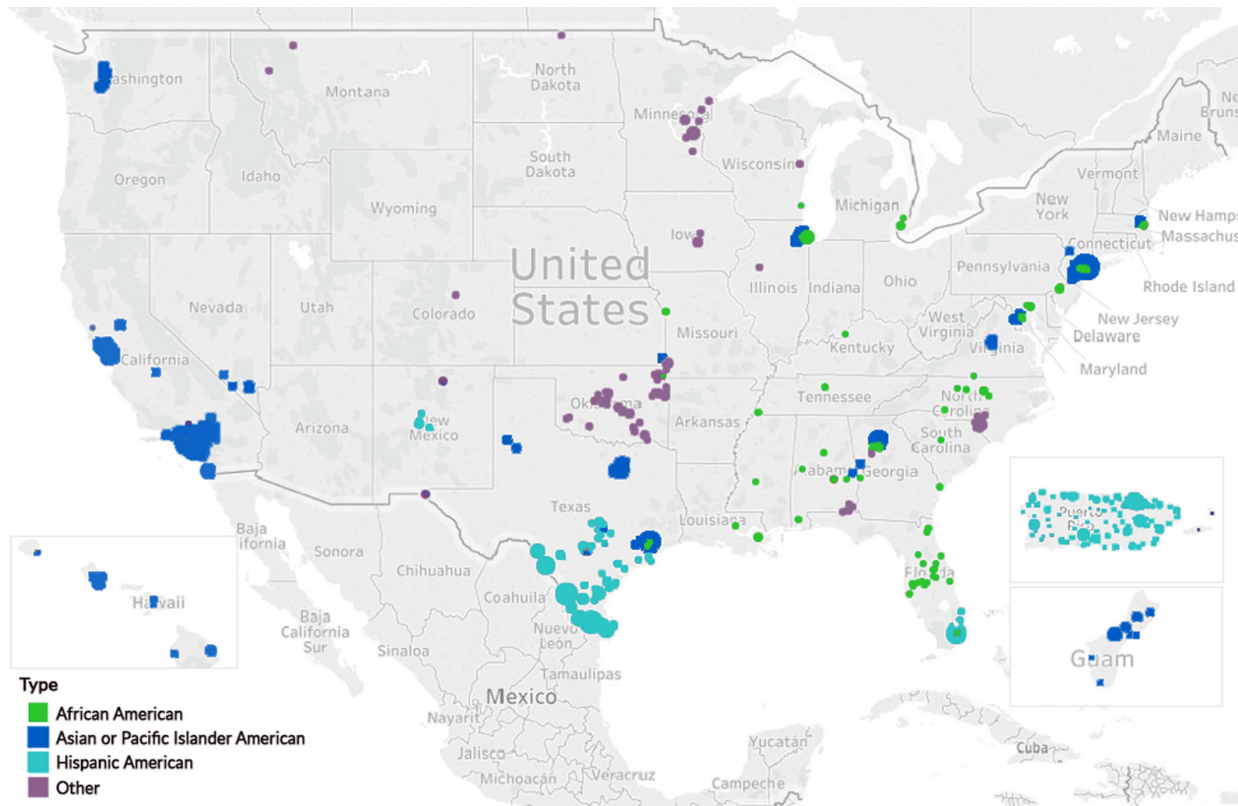 Washington
Montana
North
Dakota
Minnesota
Maine
Ne
Bruns
Oregon
Idaho
South
Dakota
Wisconsin
Michigan
Vermont
New
York
New Hamps
Massachus
Wyoming
Iowa
Connecticut
United
States
Nevada
Utah
Colorado
Illinois
Indiana
Ohio
Pennsylvania
Rhode Island
California
Missouri
West
Virginia
Virginia
New Jersey
Delaware
Kentucky
Maryland
Arizona
New
Mexico
Oklahoma
Arkansas
Tennessee
North
Carolina
South
Carolina
Alabama
Georgia
Texas
Louisiana
Baja
California
Sonora
Chihuahua
Florida
Puerto
Rico
Hawaii
Coahuila
Baja
California
Sur
Sinaloa
Nuevo
León
Tamaulipas
Guam
Mexico
Nayarit
Jalisco
Michoacán
Veracruz
Yucatán
Campeche
Cuba
Type
African American
Asian or Pacific Islander American
Hispanic American
Other